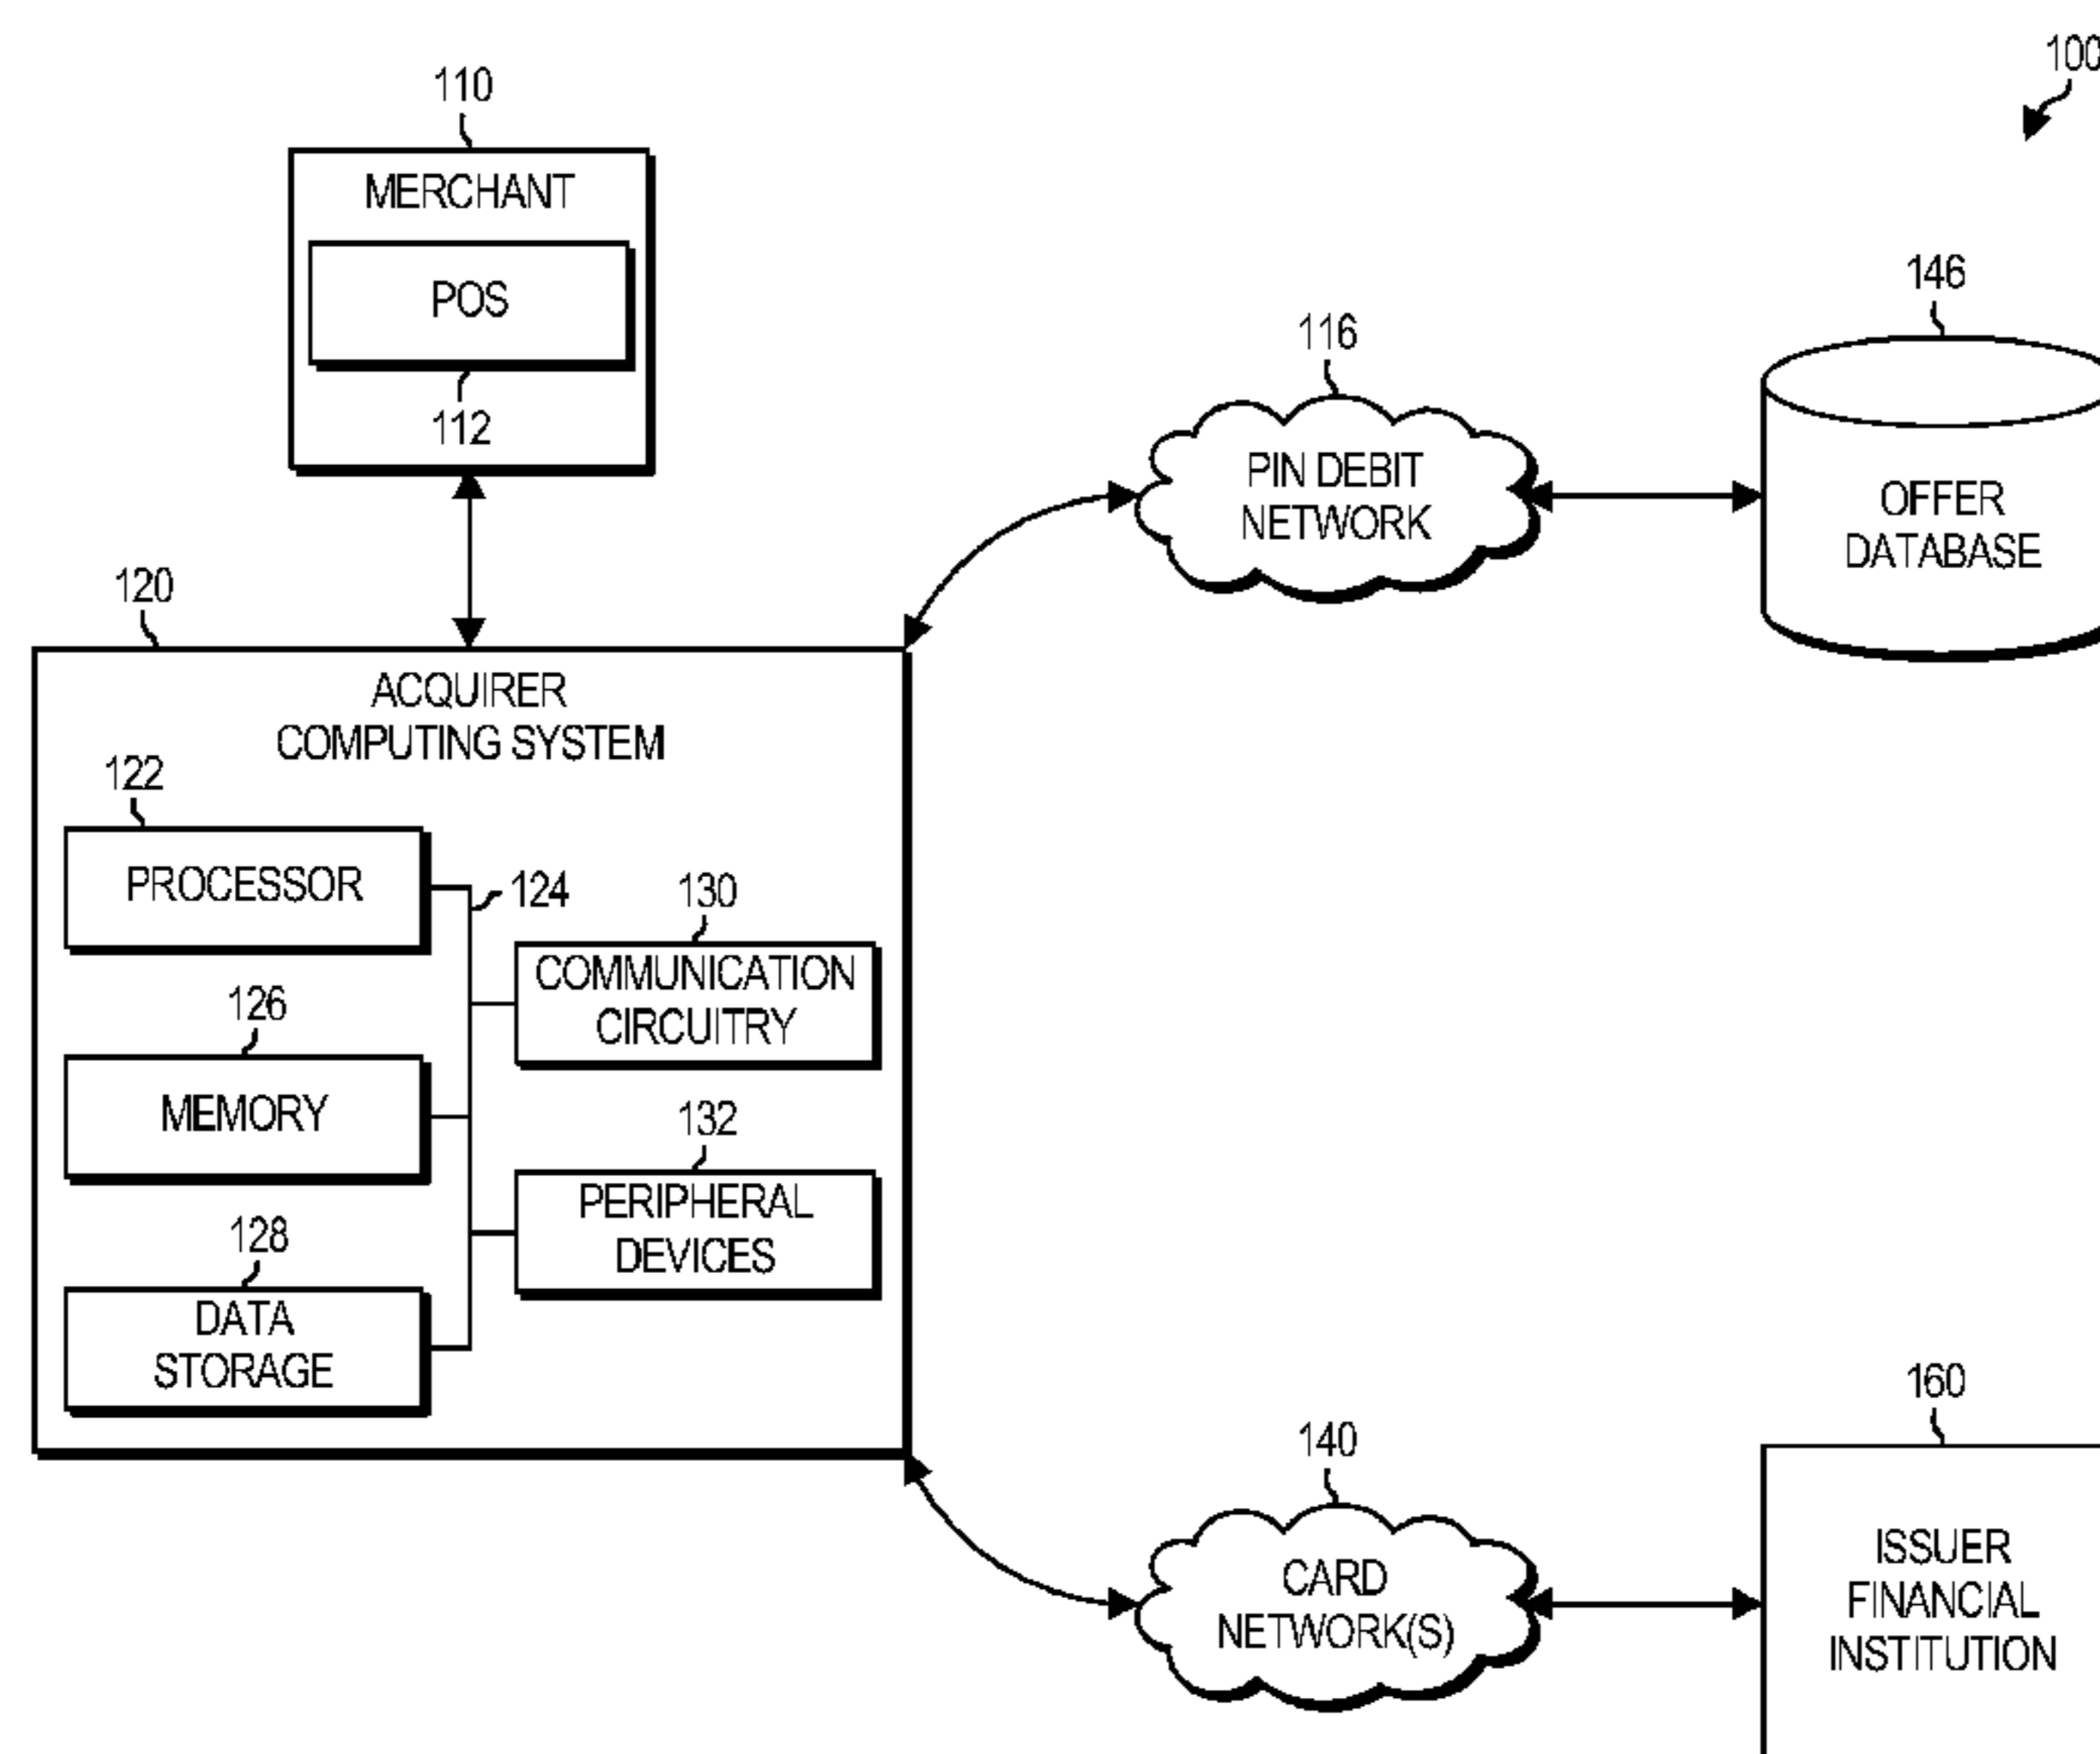 100
110
MERCHANT
POS
112
146
OFFER
DATABASE
116
PIN DEBIT
NETWORK
120
ACQUIRER
COMPUTING SYSTEM
122
PROCESSOR
124
130
COMMUNICATION
CIRCUITRY
126
MEMORY
132
PERIPHERAL
DEVICES
128
DATA
STORAGE
140
CARD
NETWORK(S)
160
ISSUER
FINANCIAL
INSTITUTION